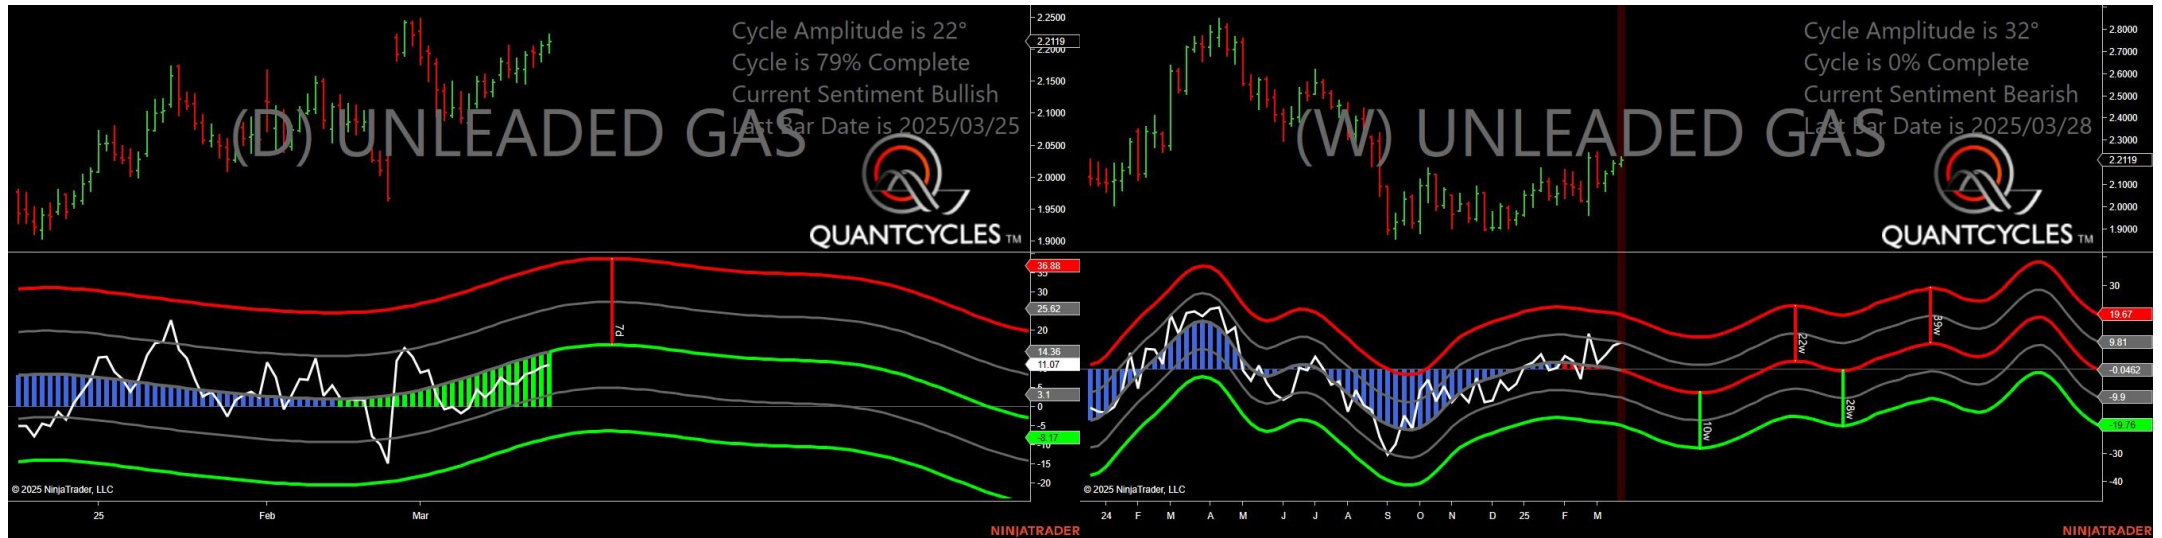 Cycle Amplitude is 22°
Cycle is 79% Complete
Current Sentiment Bullish
Last Bar Date is 2025/03/25
(D) UNLEADED GAS
QUANTCYCLES TM
2.2500
2.2119
2.2000
2.1500
2.1000
2.0500
2.0000
1.9500
1.9000
36.88
35
30
25.62
20
14.36
11.07
5
3.1
0
-5
-8.17
-10
-15
-20
7d
© 2025 NinjaTrader, LLC
25 Feb Mar
NINJATRADER
Cycle Amplitude is 32°
Cycle is 0% Complete
Current Sentiment Bearish
Last Bar Date is 2025/03/28
(W) UNLEADED GAS
QUANTCYCLES TM
2.8000
2.7000
2.6000
2.5000
2.4000
2.3000
2.2119
2.1000
2.0000
1.9000
30
19.67
9.81
-0.0462
-9.9
-19.76
-30
-40
10w
22w
28w
39w
© 2025 NinjaTrader, LLC
24 F M A M J J A S O N D 25 F M
NINJATRADER